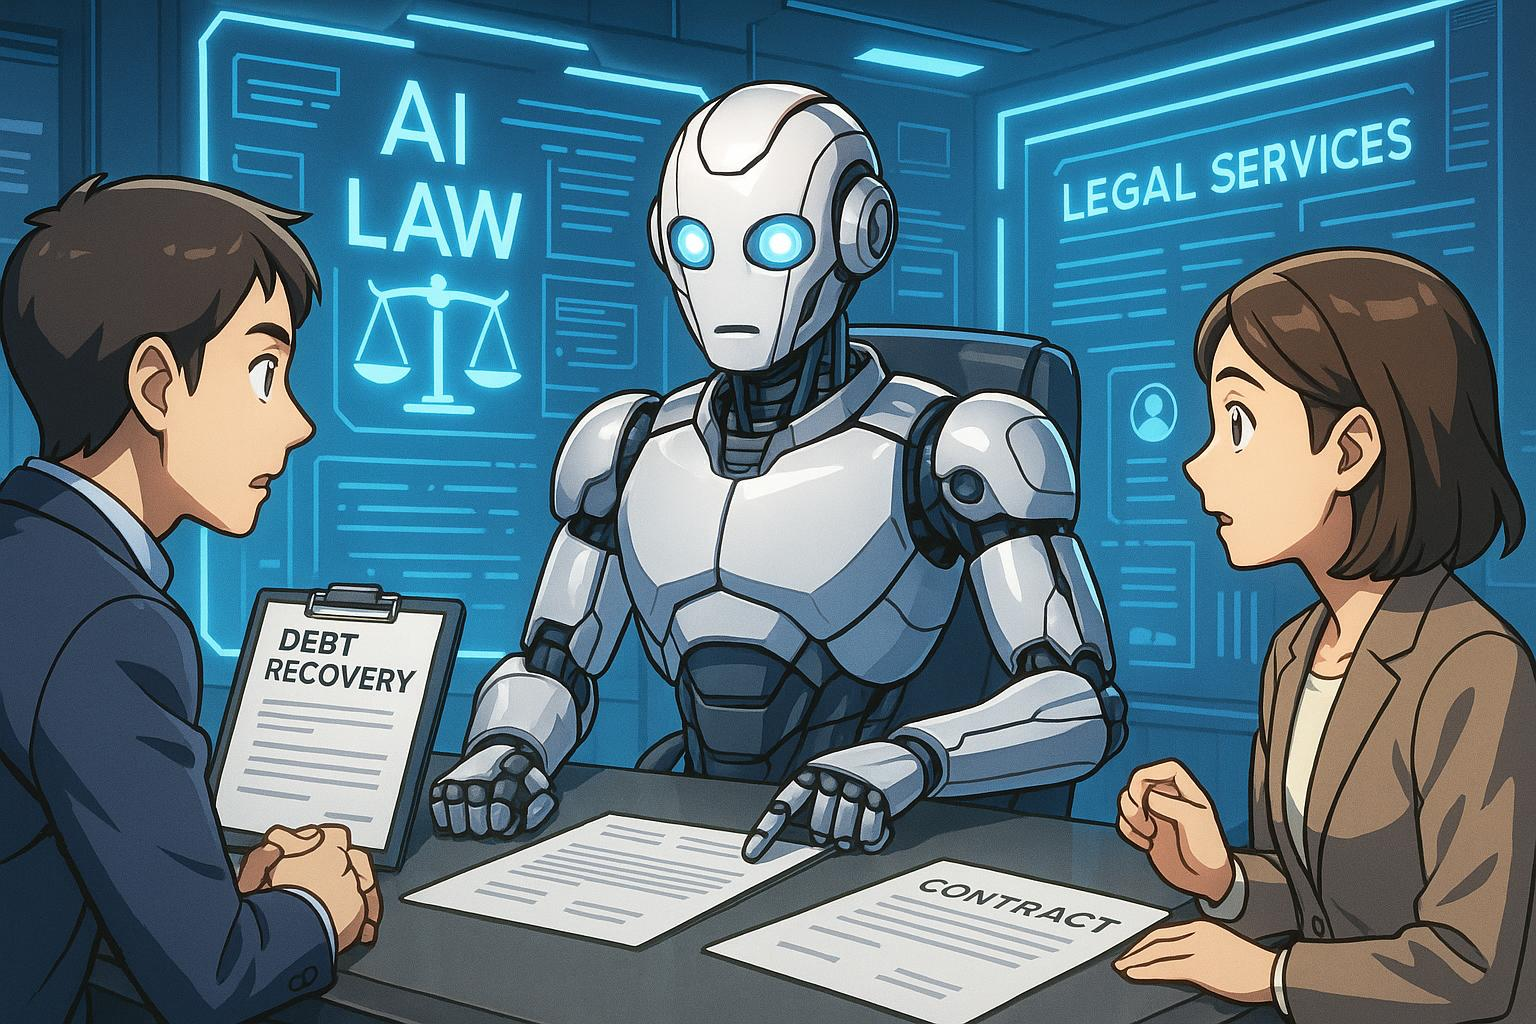 AI
LAW
LEGAL SERVICES
DEBT
RECOVERY
CONTRACT